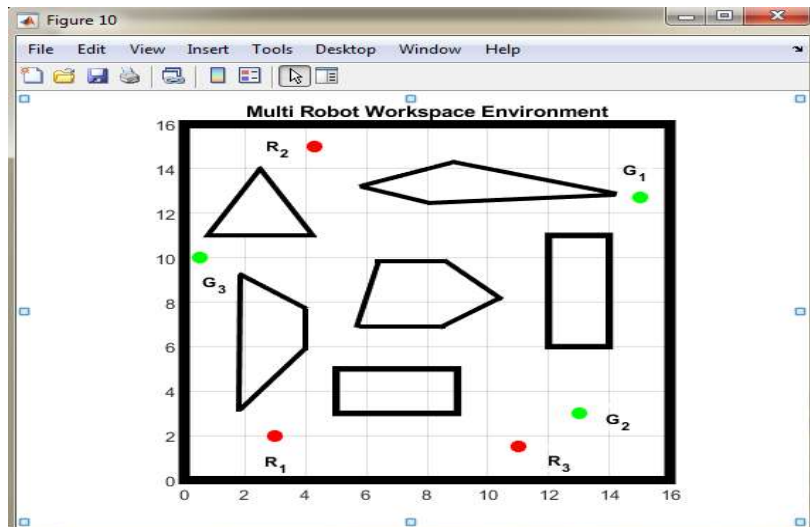 Figure 10
File Edit View Insert Tools Desktop Window Help
Multi Robot Workspace Environment
16
R2
14
G1
12
10
G3
8
6
4
G2
2
R1
R3
0
0 2 4 6 8 10 12 14 16